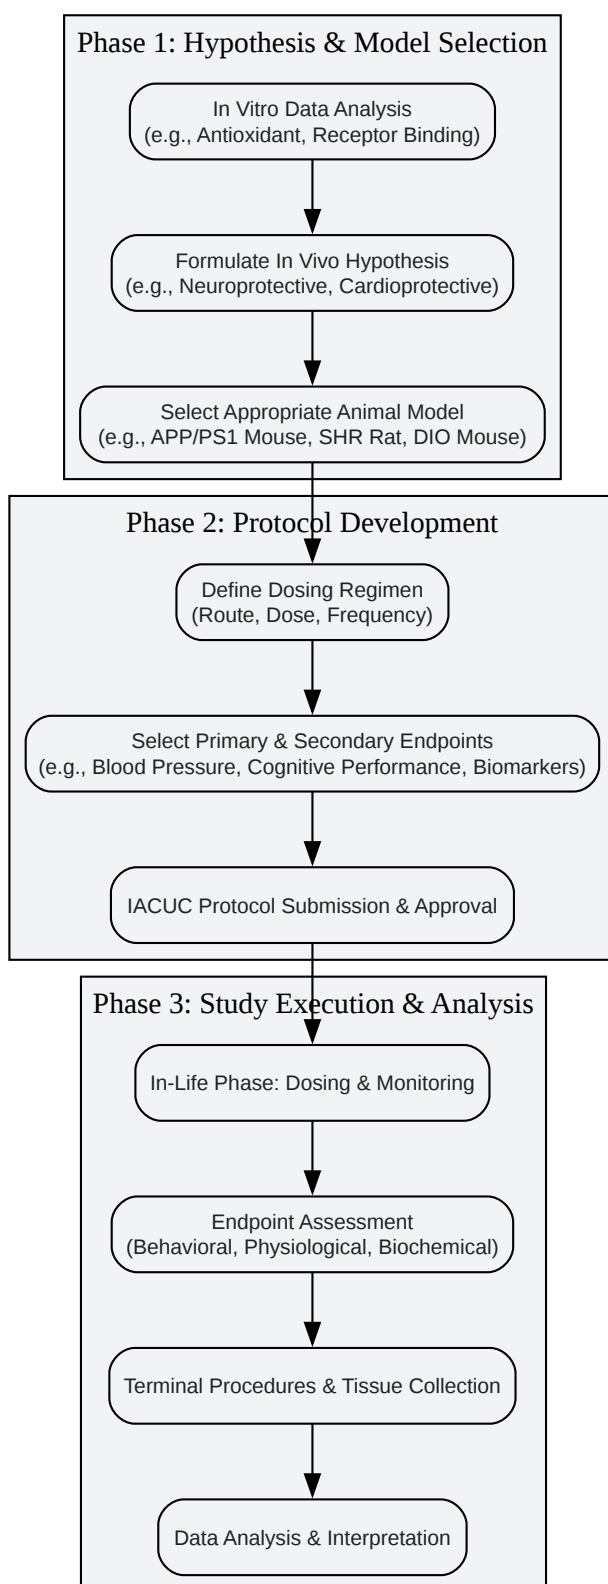 Phase 1: Hypothesis & Model Selection
In Vitro Data Analysis
(e.g., Antioxidant, Receptor Binding)
Formulate In Vivo Hypothesis
(e.g., Neuroprotective, Cardioprotective)
Select Appropriate Animal Model
(e.g., APP/PS1 Mouse, SHR Rat, DIO Mouse)
Phase 2: Protocol Development
Define Dosing Regimen
(Route, Dose, Frequency)
Select Primary & Secondary Endpoints
(e.g., Blood Pressure, Cognitive Performance, Biomarkers)
IACUC Protocol Submission & Approval
Phase 3: Study Execution & Analysis
In-Life Phase: Dosing & Monitoring
Endpoint Assessment
(Behavioral, Physiological, Biochemical)
Terminal Procedures & Tissue Collection
Data Analysis & Interpretation